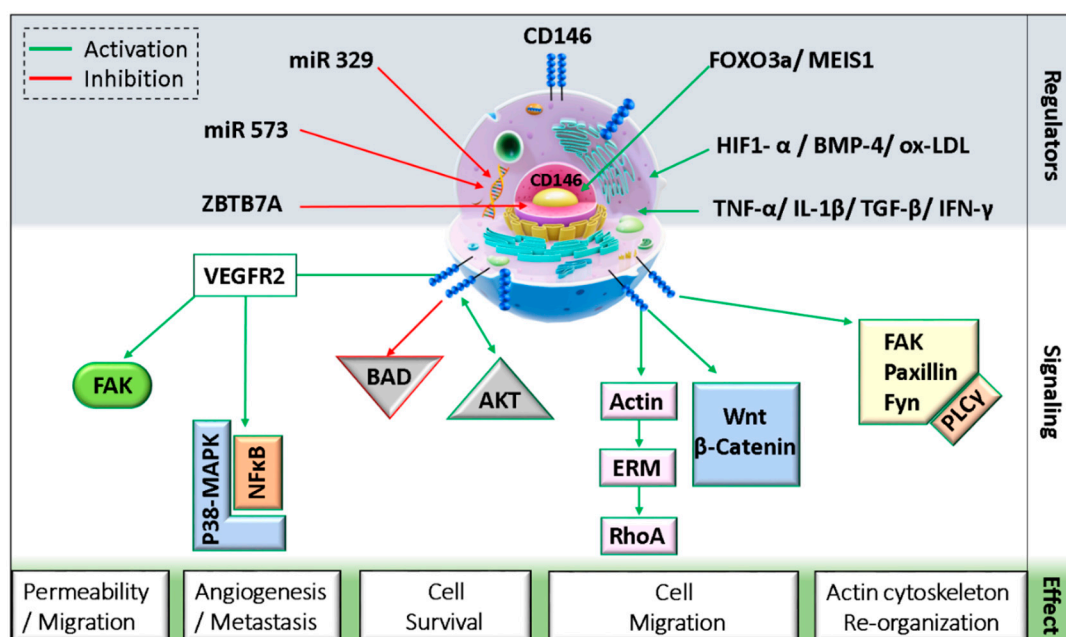 Activation
Inhibition
CD146
miR 329
FOXO3a/ MEIS1
miR 573
HIF1- α / BMP-4/ ox-LDL
CD146
ZBTB7A
TNF-α/ IL-1β/ TGF-β/ IFN-γ
Regulators
VEGFR2
FAK
P38-MAPK
NFκB
BAD
AKT
Actin
ERM
RhoA
Wnt
β-Catenin
FAK
Paxillin
Fyn
PLCγ
Signaling
Permeability
/ Migration
Angiogenesis
/ Metastasis
Cell
Survival
Cell
Migration
Actin cytoskeleton
Re-organization
Effect